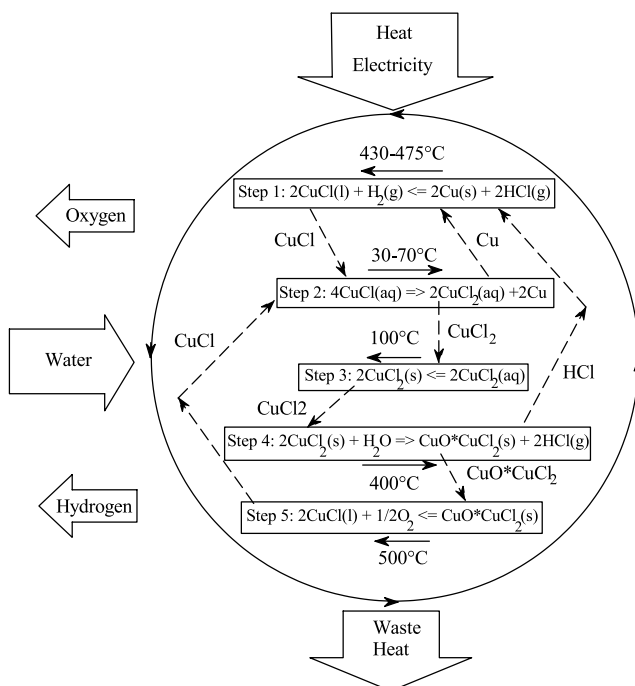 Heat
Electricity
430-475°C
Step 1: 2CuCl(l) + H₂(g) <= 2Cu(s) + 2HCl(g)
Oxygen
CuCl
Cu
30-70°C
Step 2: 4CuCl(aq) => 2CuCl₂(aq) +2Cu
CuCl
CuCl₂
Water
100°C
HCl
Step 3: 2CuCl₂(s) <= 2CuCl₂(aq)
CuCl2
Step 4: 2CuCl₂(s) + H₂O => CuO*CuCl₂(s) + 2HCl(g)
400°C
CuO*CuCl₂
Hydrogen
Step 5: 2CuCl(l) + 1/2O₂ <= CuO*CuCl₂(s)
500°C
Waste
Heat